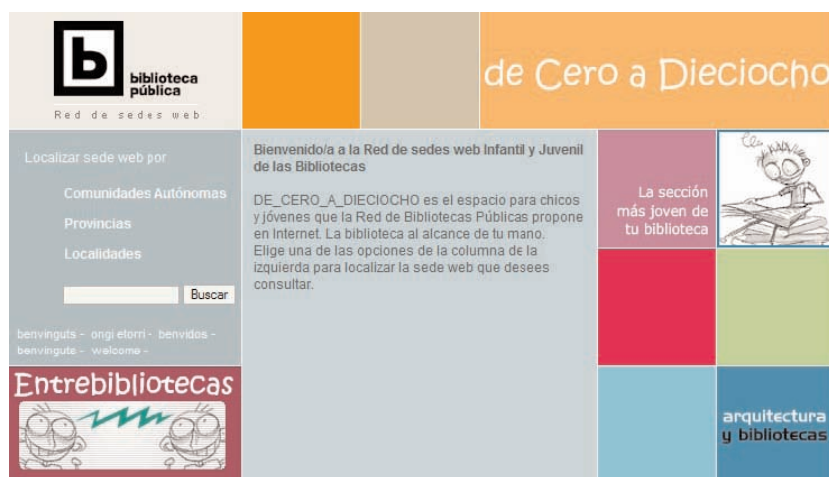 b
biblioteca
pública
Red de sedes web
de Cero a Dieciocho
Localizar sede web por
Comunidades Autónomas
Provincias
Localidades
Buscar
benvinguts - ongi etorri - benvidos -
benvinguts - welcome -
Entrebibliotecas
Bienvenido/a a la Red de sedes web Infantil y Juvenil
de las Bibliotecas
DE_CERO_A_DIECIOCHO es el espacio para chicos
y jóvenes que la Red de Bibliotecas Públicas propone
en Internet. La biblioteca al alcance de tu mano.
Elige una de las opciones de la columna de la
izquierda para localizar la sede web que desees
consultar.
La sección
más joven de
tu biblioteca
arquitectura
y bibliotecas